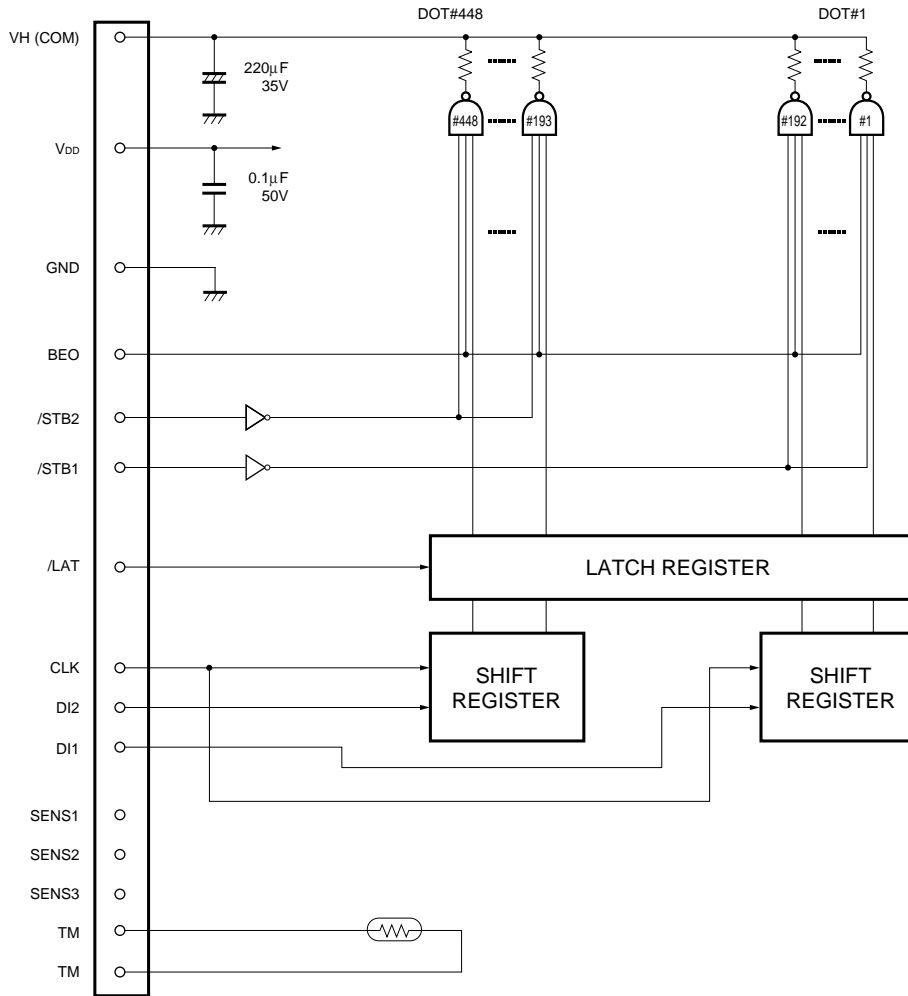 DOT#448
DOT#1
VH (COM)
220μF
35V
#448
#193
#192
#1
VDD
0.1μF
50V
GND
BEO
/STB2
/STB1
/LAT
LATCH REGISTER
CLK
SHIFT
REGISTER
SHIFT
REGISTER
DI2
DI1
SENS1
SENS2
SENS3
TM
TM